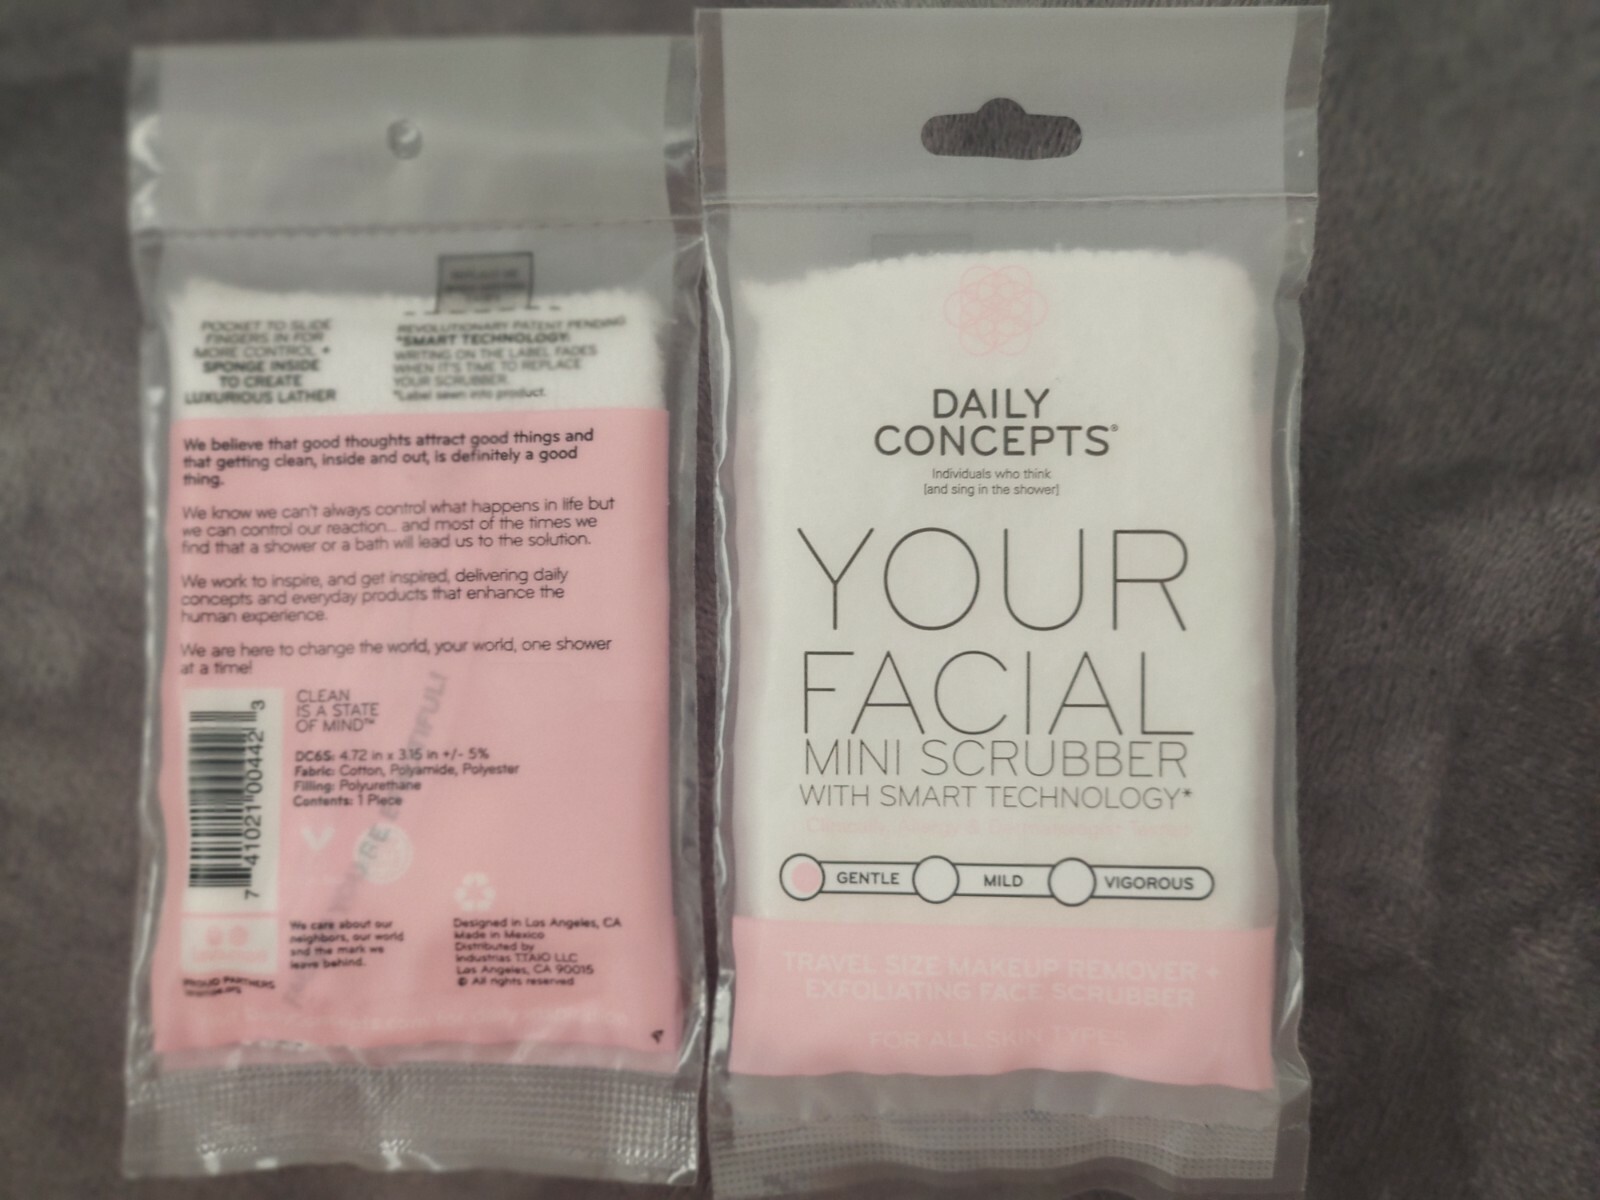 POCKET TO SLIDE
FINGERS IN FOR
MORE CONTROL +
SPONGE INSIDE
TO CREATE
LUXURIOUS LATHER
REVOLUTIONARY PATENT PENDING
*SMART TECHNOLOGY:
WRITING ON THE LABEL FADES
WHEN IT'S TIME TO REPLACE
YOUR SCRUBBER.
*Label sewn into product.
We believe that good thoughts attract good things and
that getting clean, inside and out, is definitely a good
thing.
We know we can't always control what happens in life but
we can control our reaction... and most of the times we
find that a shower or a bath will lead us to the solution.
We work to inspire, and get inspired, delivering daily
concepts and everyday products that enhance the
human experience.
We are here to change the world, your world, one shower
at a time!
CLEAN
IS A STATE
OF MIND™
DC6S: 4.72 in x 3.15 in +/- 5%
Fabric: Cotton, Polyamide, Polyester
Filling: Polyurethane
Contents: 1 Piece
7 41021 00442 3
We care about our
neighbors, our world
and the mark we
leave behind.
PROUD PARTNERS
Designed in Los Angeles, CA
Made in Mexico
Distributed by
Industrias TTAIO LLC
Los Angeles, CA 90015
© All rights reserved
DAILY
CONCEPTS®
Individuals who think
[and sing in the shower]
YOUR
FACIAL
MINI SCRUBBER
WITH SMART TECHNOLOGY*
GENTLE MILD VIGOROUS
TRAVEL SIZE MAKEUP REMOVER +
EXFOLIATING FACE SCRUBBER
FOR ALL SKIN TYPES